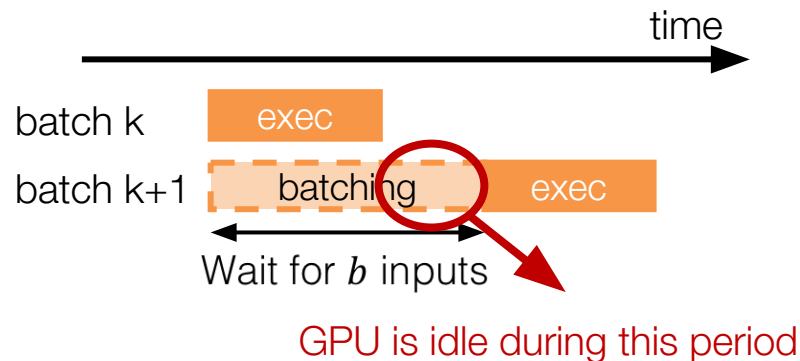 time
batch k
exec
batch k+1
batching
exec
Wait for b inputs
GPU is idle during this period